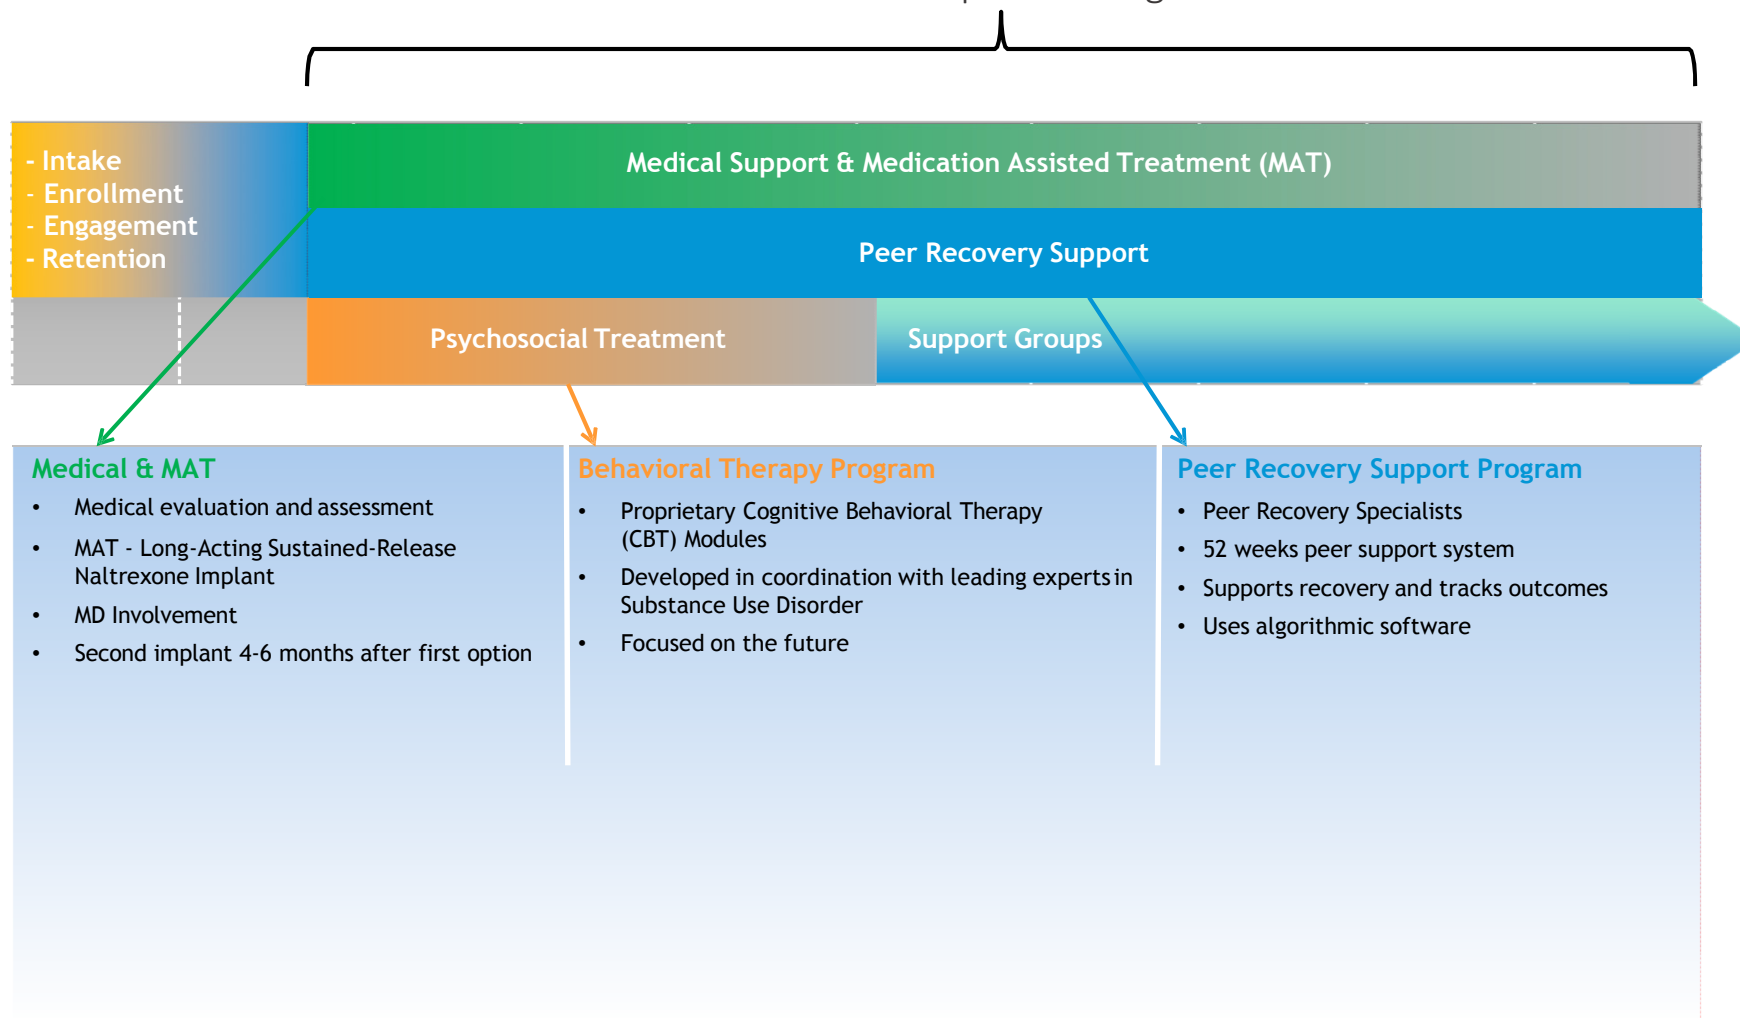 - Intake
- Enrollment
- Engagement
- Retention
Medical Support & Medication Assisted Treatment (MAT)
Peer Recovery Support
Psychosocial Treatment
Support Groups
Medical & MAT
• Medical evaluation and assessment
• MAT - Long-Acting Sustained-Release
Naltrexone Implant
• MD Involvement
• Second implant 4-6 months after first option
Behavioral Therapy Program
• Proprietary Cognitive Behavioral Therapy
(CBT) Modules
• Developed in coordination with leading experts in
Substance Use Disorder
• Focused on the future
Peer Recovery Support Program
• Peer Recovery Specialists
• 52 weeks peer support system
• Supports recovery and tracks outcomes
• Uses algorithmic software